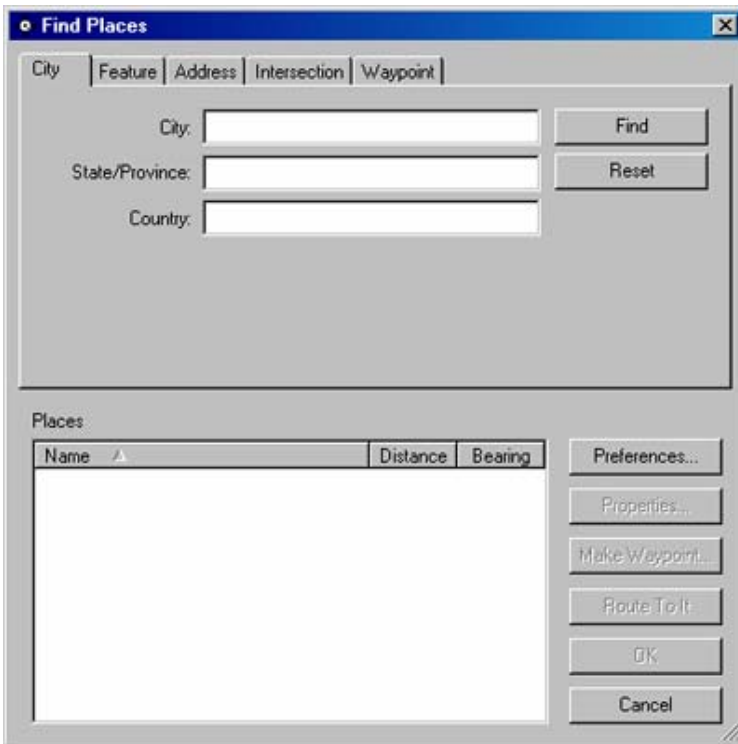 Find Places
City Feature Address Intersection Waypoint
City: Find
State/Province: Reset
Country:
Places
Name Distance Bearing
Preferences...
Properties...
Make Waypoint...
Route To It
OK
Cancel